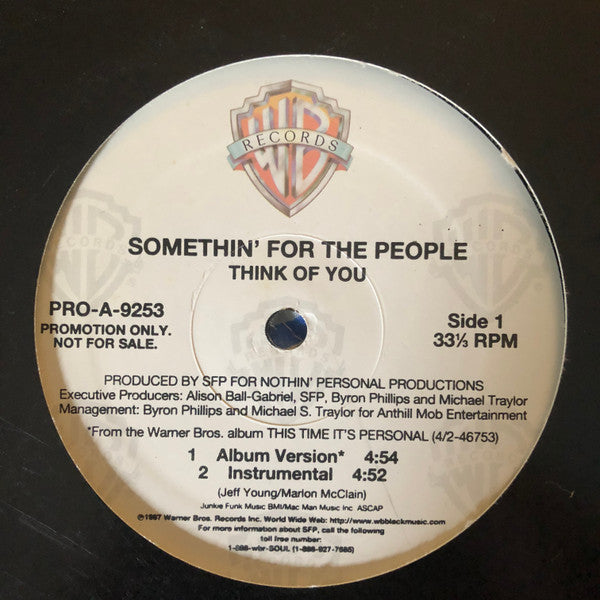 WB
RECORDS
SOMETHIN' FOR THE PEOPLE
THINK OF YOU
PRO-A-9253
PROMOTION ONLY.
NOT FOR SALE.
Side 1
33⅓ RPM
PRODUCED BY SFP FOR NOTHIN' PERSONAL PRODUCTIONS
Executive Producers: Alison Ball-Gabriel, SFP, Byron Phillips and Michael Traylor
Management: Byron Phillips and Michael S. Traylor for Anthill Mob Entertainment
*From the Warner Bros. album THIS TIME IT'S PERSONAL (4/2-46753)
1 Album Version* 4:54
2 Instrumental 4:52
(Jeff Young/Marlon McClain)
Junkie Funk Music BMI/Mac Man Music Inc. ASCAP
℗1997 Warner Bros. Records Inc. World Wide Web: http://www.wbblackmusic.com
For more information about SFP, call the following
toll free number:
1-888-wbr-SOUL (1-888-927-7685)